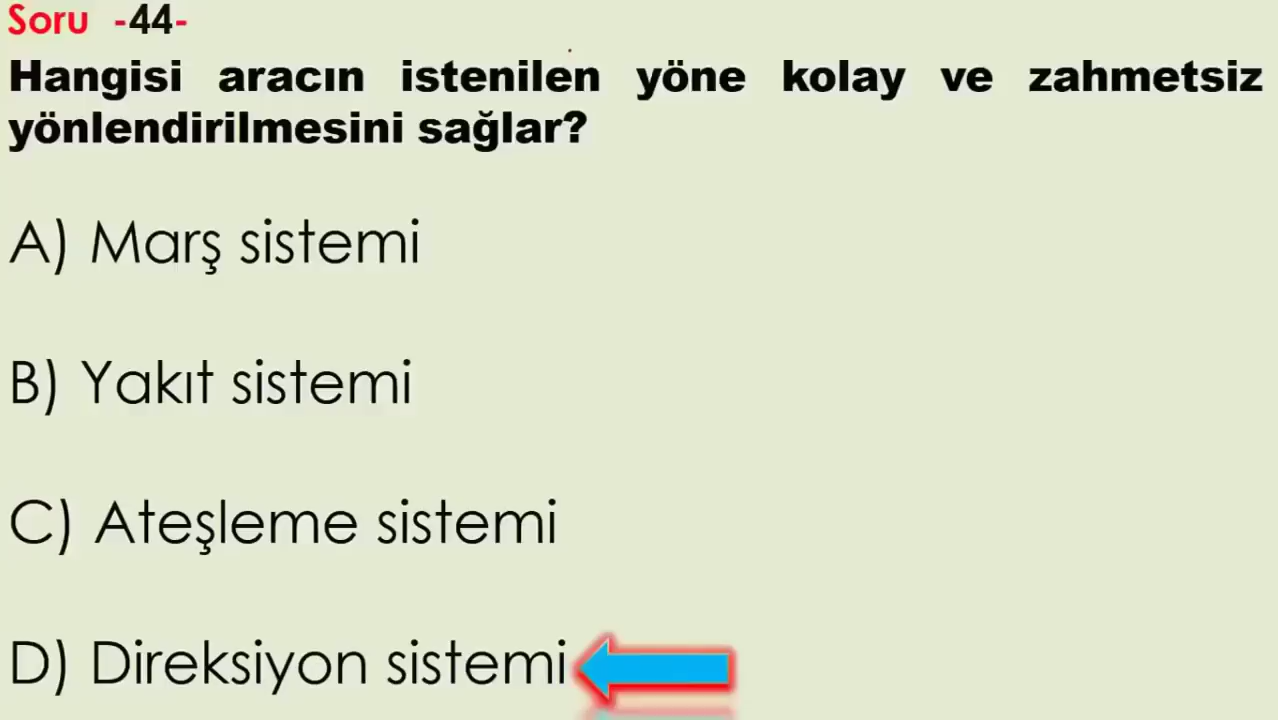 Soru -44-
Hangisi aracın istenilen yöne kolay ve zahmetsiz
yönlendirilmesini sağlar?
A) Marş sistemi
B) Yakıt sistemi
C) Ateşleme sistemi
D) Direksiyon sistemi